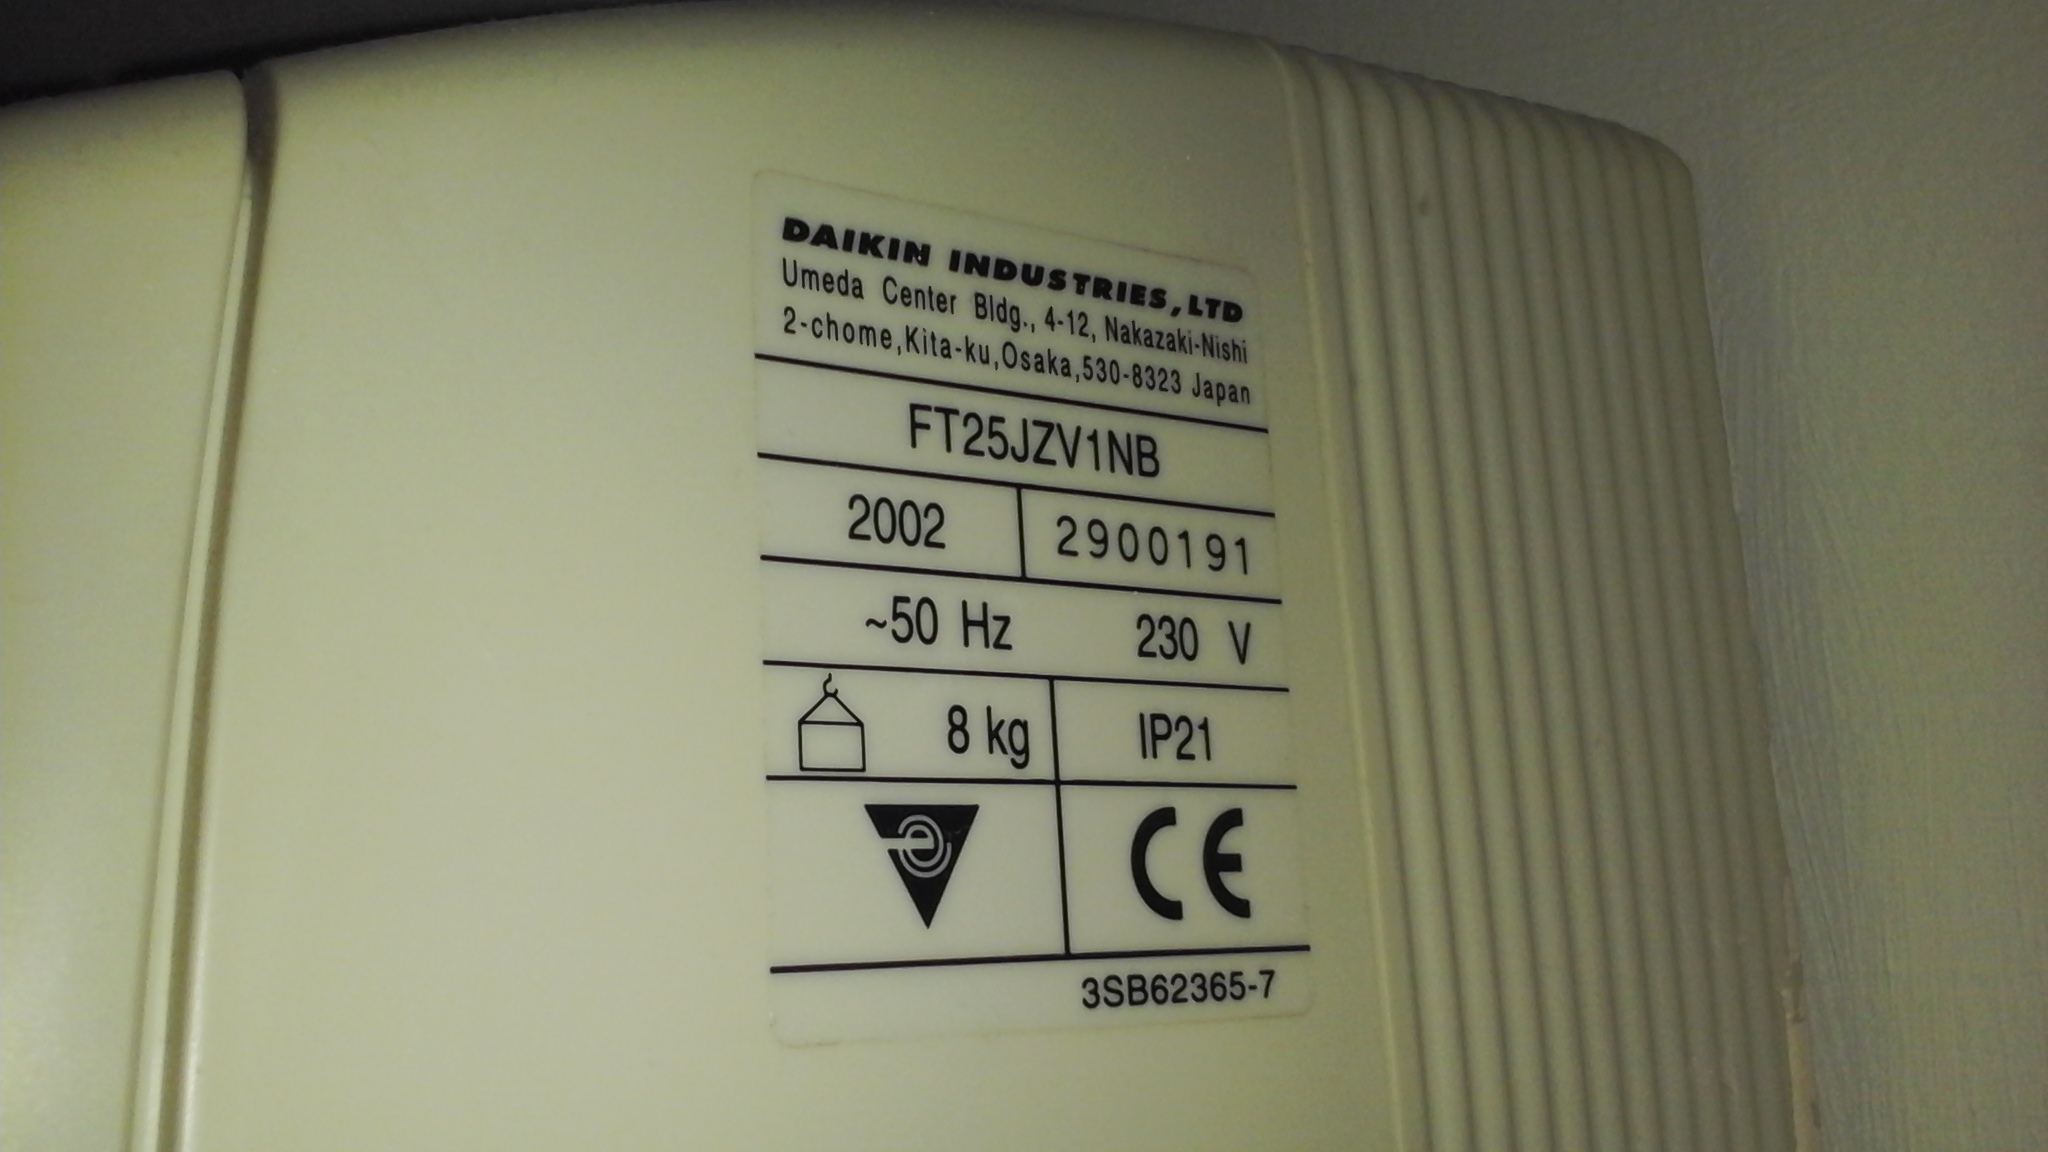 DAIKIN INDUSTRIES, LTD
Umeda Center Bldg., 4-12, Nakazaki-Nishi
2-chome, Kita-ku, Osaka, 530-8323 Japan
FT25JZV1NB
2002 2900191
~50 Hz 230 V
8 kg IP21
e CE
3SB62365-7